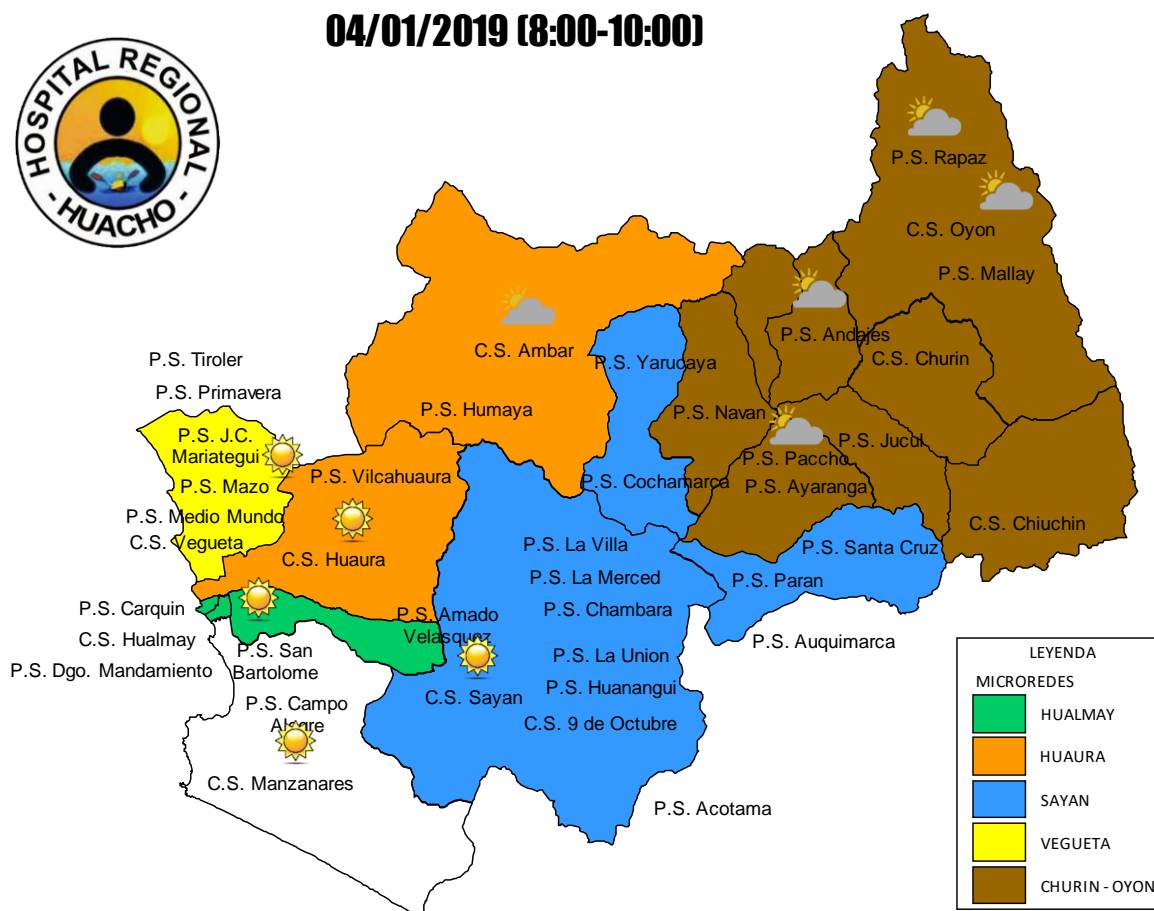 04/01/2019 (8:00-10:00)
HOSPITAL REGIONAL
- HUACHO -
P.S. Rapaz
C.S. Oyon
P.S. Mallay
P.S. Andajes
C.S. Churin
C.S. Ambar
P.S. Yarucaya
P.S. Tiroler
P.S. Primavera
P.S. Humaya
P.S. Navan
P.S. J.C.
Mariategui
P.S. Jucul
P.S. Paccho
P.S. Vilcahuaura
P.S. Cochamarca
P.S. Ayaranga
P.S. Mazo
P.S. Medio Mundo
C.S. Vegueta
C.S. Chiuchin
C.S. Huaura
P.S. La Villa
P.S. Santa Cruz
P.S. La Merced
P.S. Paran
P.S. Carquin
P.S. Amado
Velasquez
P.S. Chambara
C.S. Hualmay
P.S. Auquimarca
P.S. San
Bartolome
P.S. Dgo. Mandamiento
P.S. La Union
C.S. Sayan
P.S. Huanangui
P.S. Campo
Alegre
C.S. 9 de Octubre
C.S. Manzanares
P.S. Acotama
LEYENDA
MICROREDES
HUALMAY
HUAURA
SAYAN
VEGUETA
CHURIN - OYON